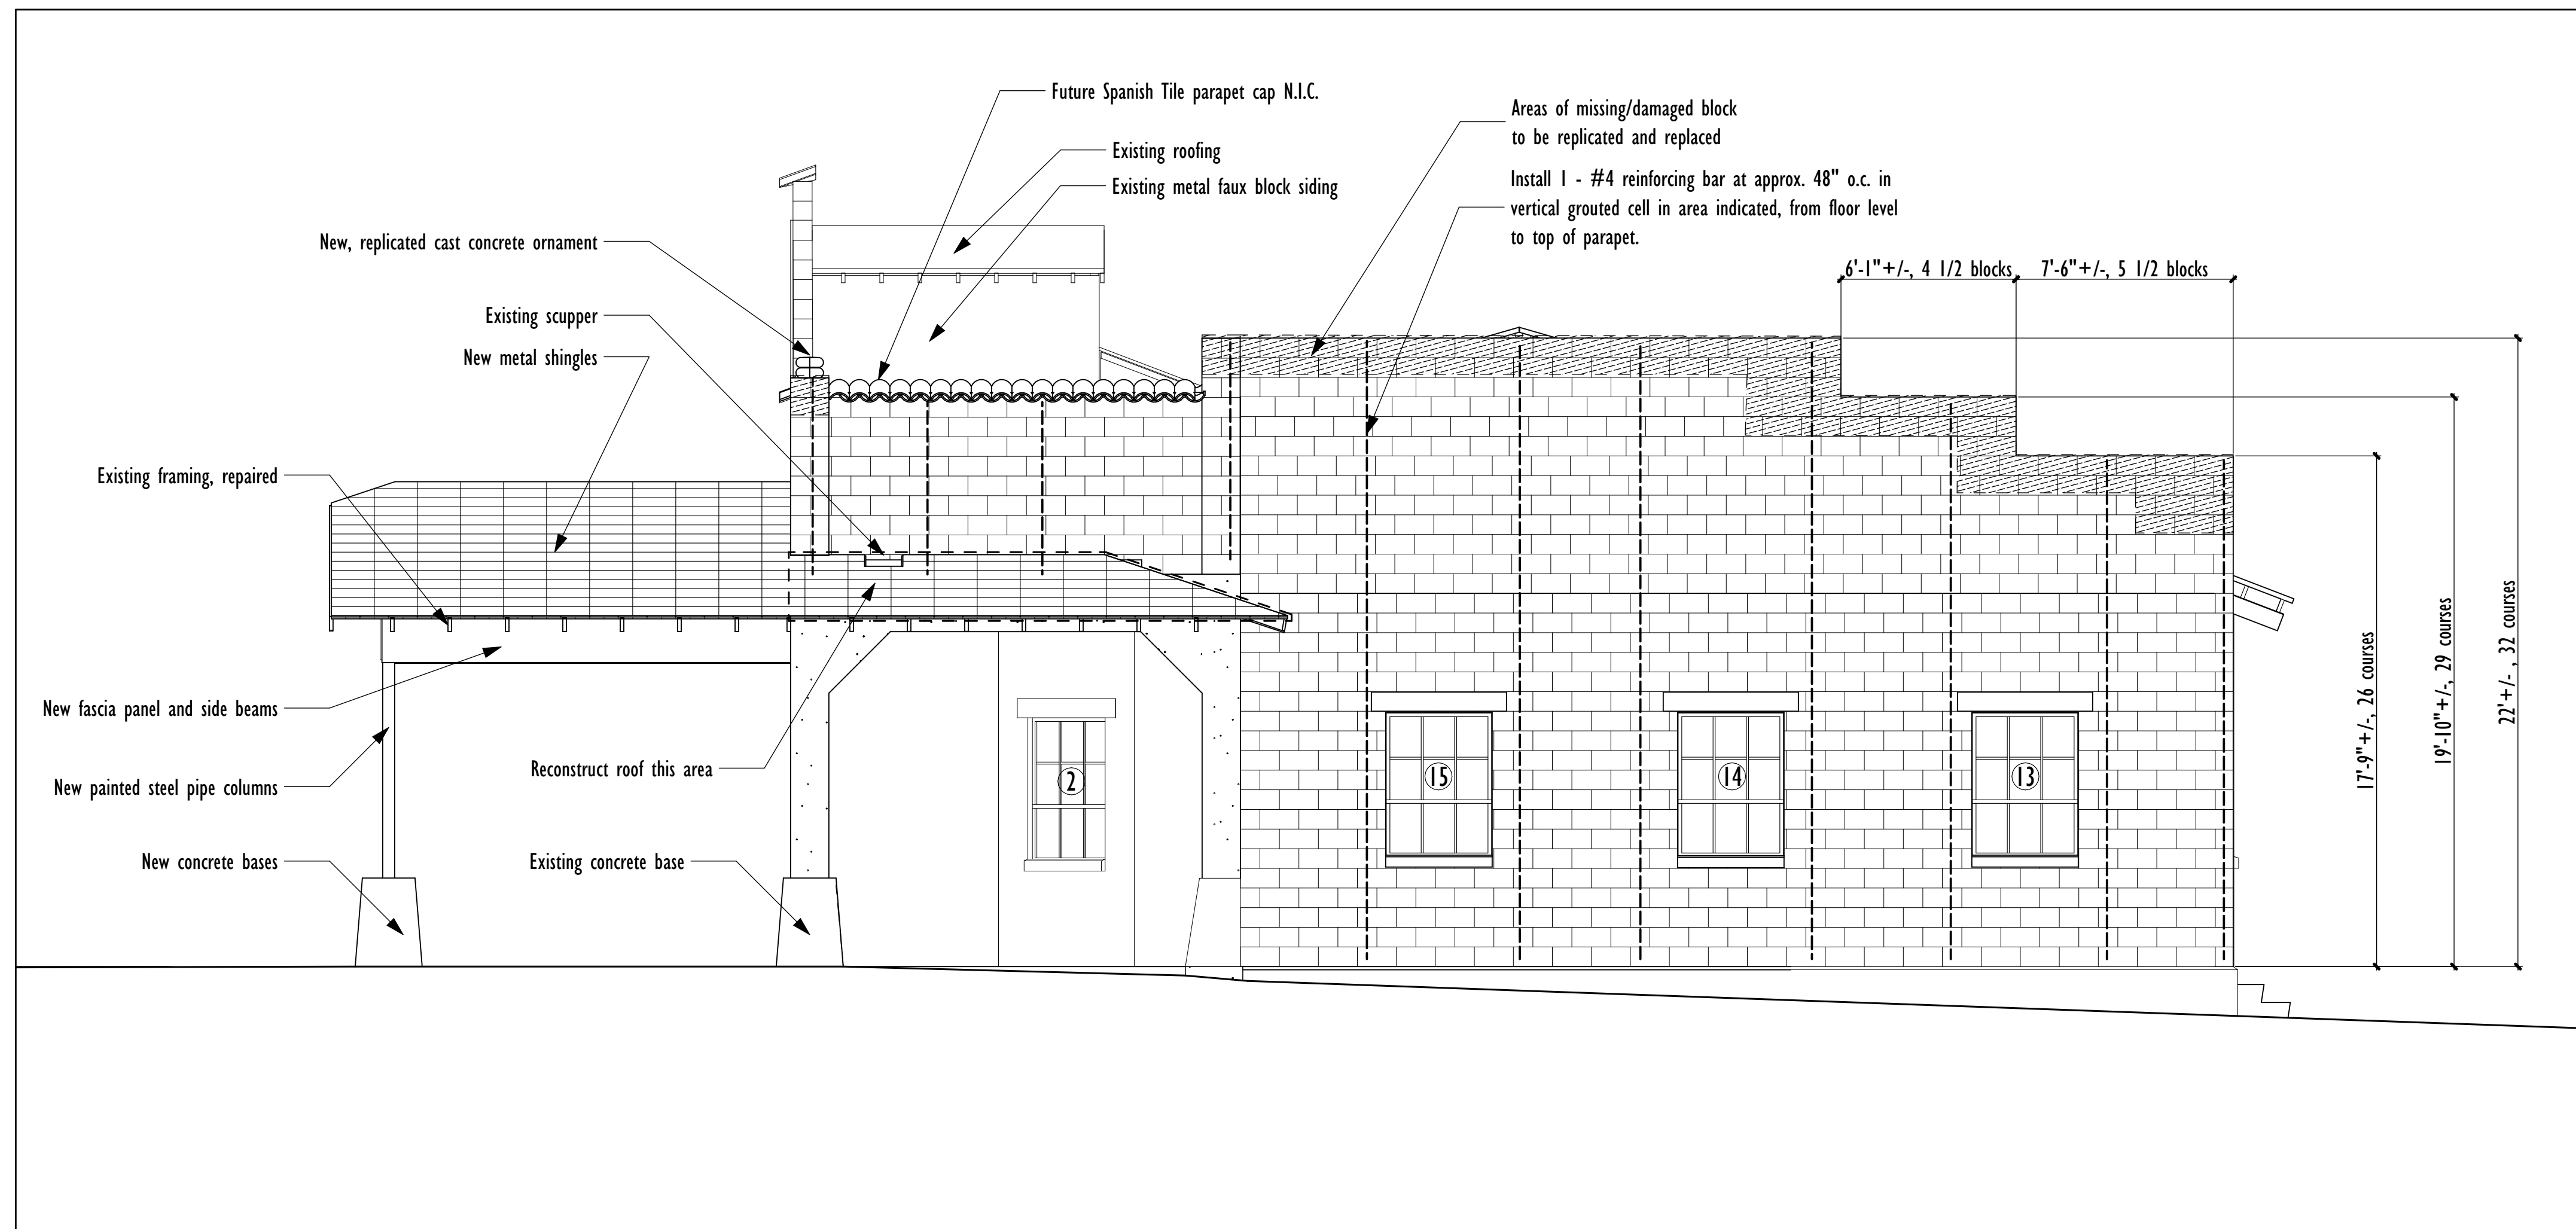 Future Spanish Tile parapet cap N.I.C.
Existing roofing
Existing metal faux block siding
Areas of missing/damaged block
to be replicated and replaced
Install 1 - #4 reinforcing bar at approx. 48" o.c. in
vertical grouted cell in area indicated, from floor level
to top of parapet.
New, replicated cast concrete ornament
Existing scupper
New metal shingles
Existing framing, repaired
New fascia panel and side beams
New painted steel pipe columns
New concrete bases
Reconstruct roof this area
Existing concrete base
6'-1"+/-, 4 1/2 blocks
7'-6"+/-, 5 1/2 blocks
2
15
14
13
17'-9"+/-, 26 courses
19'-10"+/-, 29 courses
22'+/- , 32 courses